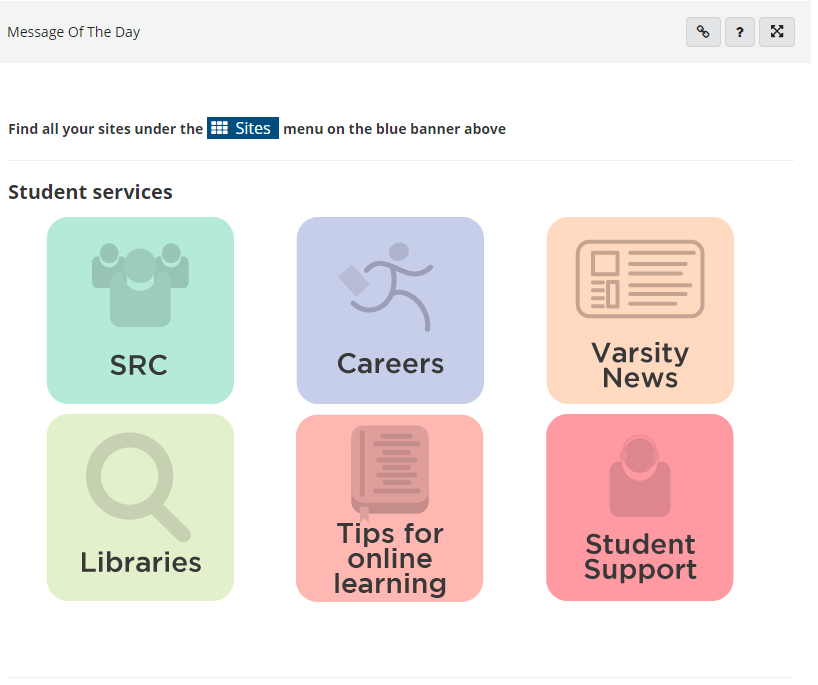 Message Of The Day
?
Find all your sites under the Sites menu on the blue banner above
Student services
SRC
Careers
Varsity
News
Libraries
Tips for
online
learning
Student
Support